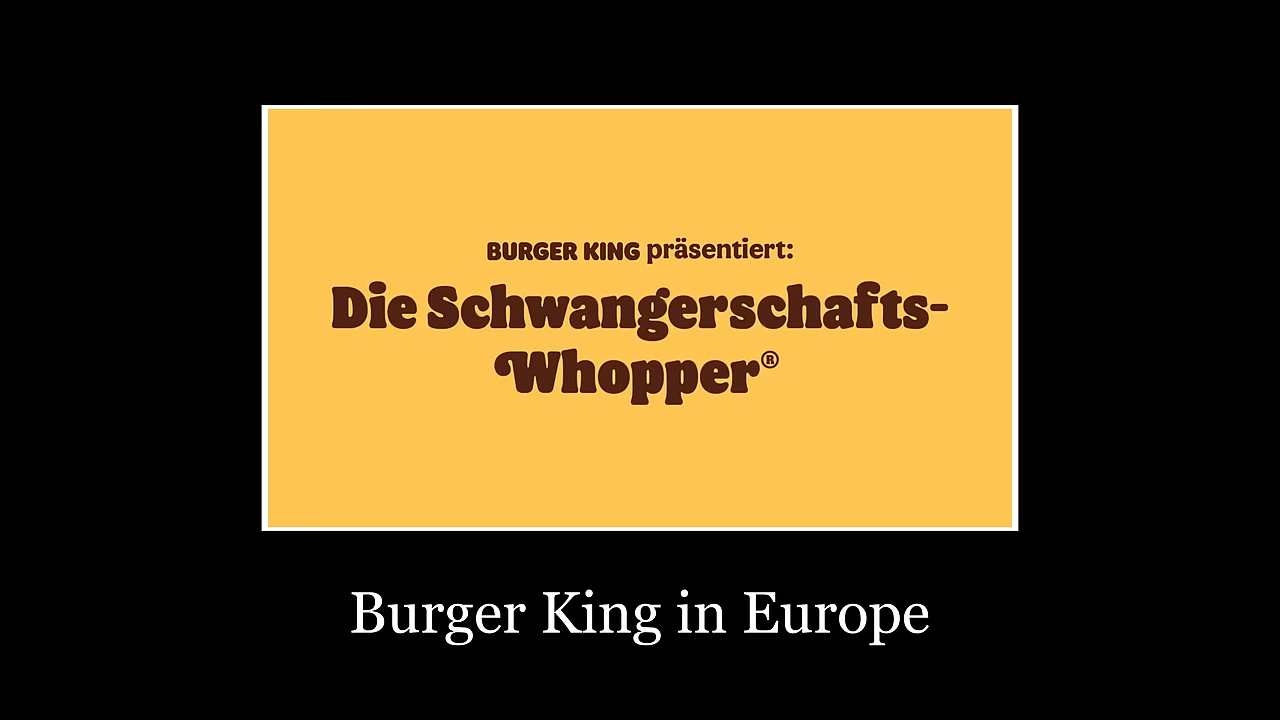 BURGER KING präsentiert:
Die Schwangerschafts-
Whopper®
Burger King in Europe